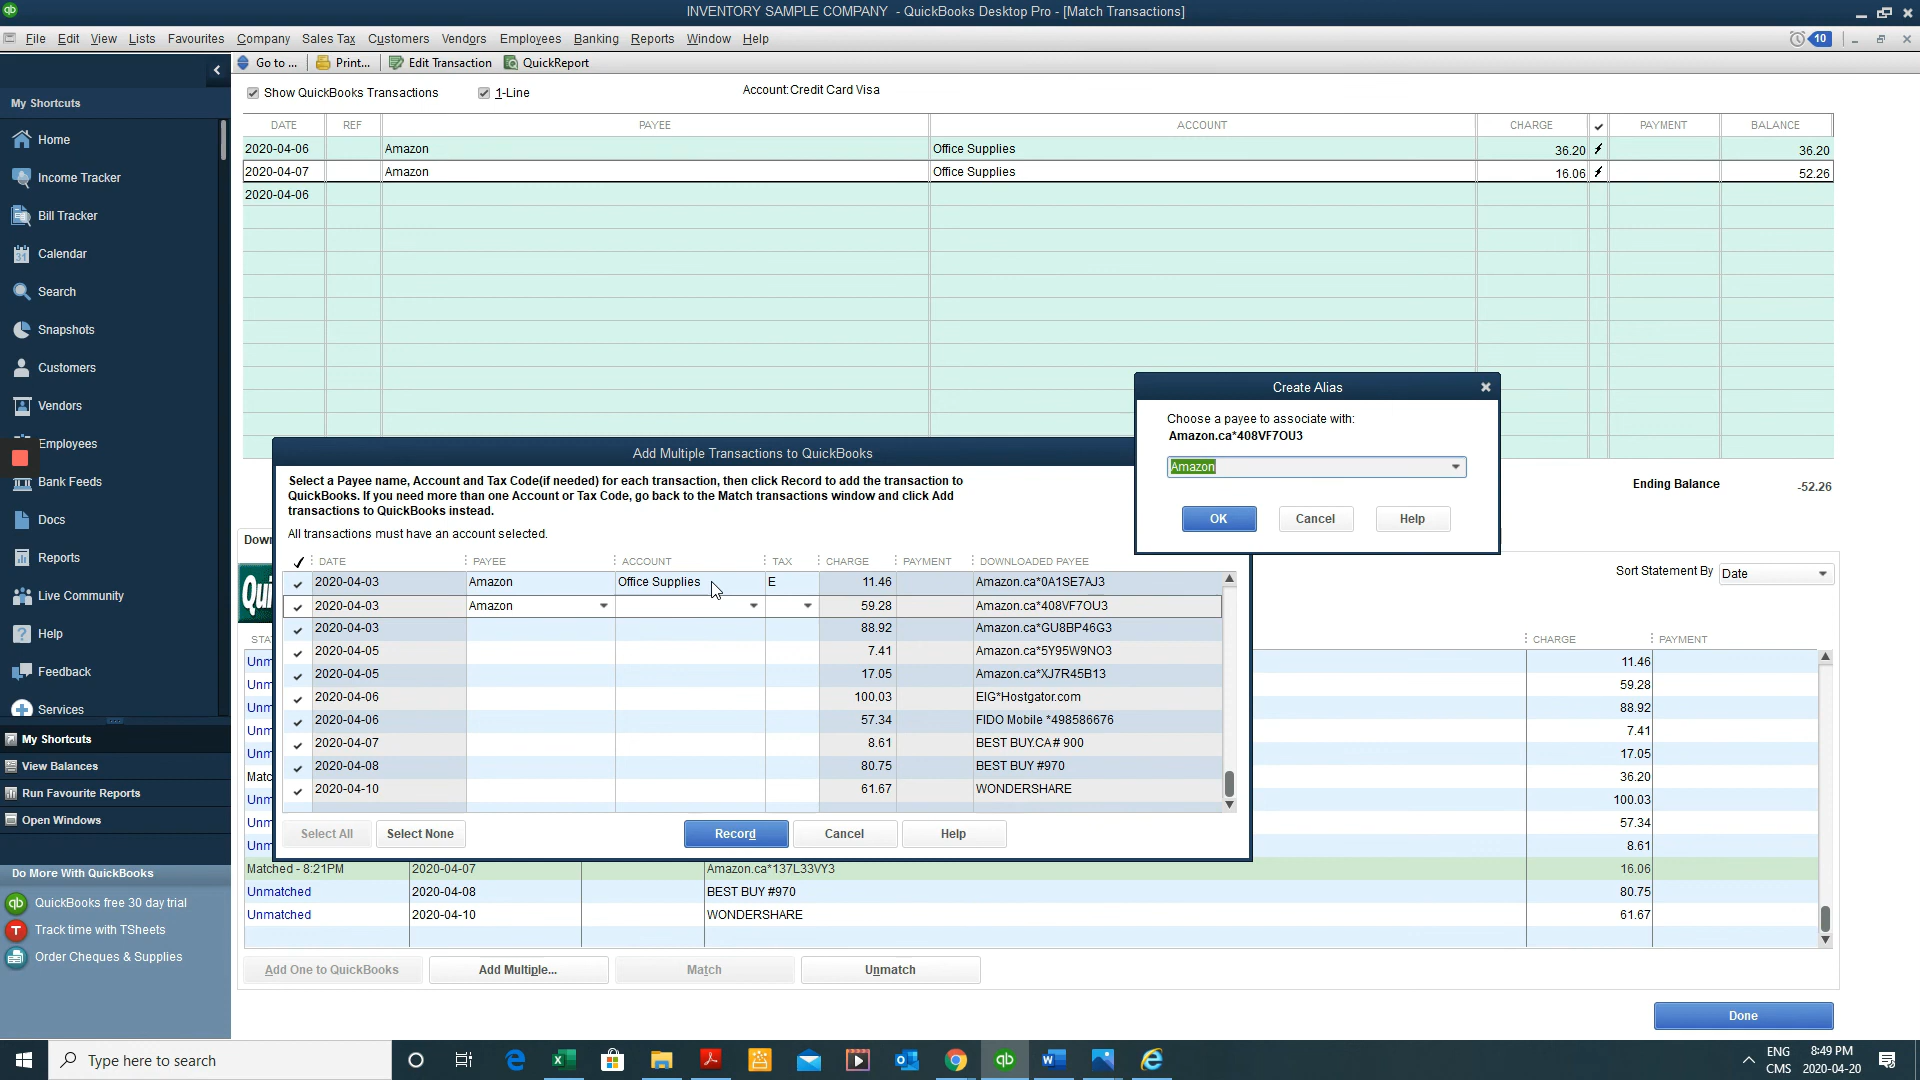 INVENTORY SAMPLE COMPANY - QuickBooks Desktop Pro - [Match Transactions]
File Edit View Lists Favourites Company Sales Tax Customers Vendors Employees Banking Reports Window Help
10
Go to ... Print... Edit Transaction QuickReport
Show QuickBooks Transactions 1-Line Account:Credit Card Visa
DATE REF PAYEE ACCOUNT CHARGE PAYMENT BALANCE
2020-04-06 Amazon Office Supplies 36.20 36.20
2020-04-07 Amazon Office Supplies 16.06 52.26
2020-04-06
Ending Balance -52.26
My Shortcuts
Home
Income Tracker
Bill Tracker
Calendar
Search
Snapshots
Customers
Vendors
Employees
Bank Feeds
Docs
Reports
Live Community
Help
Feedback
Services
My Shortcuts
View Balances
Run Favourite Reports
Open Windows
Do More With QuickBooks
QuickBooks free 30 day trial
Track time with TSheets
Order Cheques & Supplies
Create Alias
Choose a payee to associate with:
Amazon.ca*408VF7OU3
Amazon
OK Cancel Help
Add Multiple Transactions to QuickBooks
Select a Payee name, Account and Tax Code(if needed) for each transaction, then click Record to add the transaction to
QuickBooks. If you need more than one Account or Tax Code, go back to the Match transactions window and click Add
transactions to QuickBooks instead.
All transactions must have an account selected.
DATE PAYEE ACCOUNT TAX CHARGE PAYMENT DOWNLOADED PAYEE
2020-04-03 Amazon Office Supplies E 11.46 Amazon.ca*0A1SE7AJ3
2020-04-03 Amazon 59.28 Amazon.ca*408VF7OU3
2020-04-03 88.92 Amazon.ca*GU8BP46G3
2020-04-05 7.41 Amazon.ca*5Y95W9NO3
2020-04-05 17.05 Amazon.ca*XJ7R45B13
2020-04-06 100.03 EIG*Hostgator.com
2020-04-06 57.34 FIDO Mobile *498586676
2020-04-07 8.61 BEST BUY.CA # 900
2020-04-08 80.75 BEST BUY #970
2020-04-10 61.67 WONDERSHARE
Select All Select None Record Cancel Help
Dow
Qui
Sort Statement By Date
STA CHARGE PAYMENT
Unm 11.46
Unm 59.28
Unm 88.92
Unm 7.41
Unm 17.05
Matc 36.20
Unm 100.03
Unm 57.34
Unm 8.61
Matched - 8:21PM 2020-04-07 Amazon.ca*137L33VY3 16.06
Unmatched 2020-04-08 BEST BUY #970 80.75
Unmatched 2020-04-10 WONDERSHARE 61.67
Add One to QuickBooks Add Multiple... Match Unmatch
Done
Type here to search
ENG 8:49 PM
CMS 2020-04-20